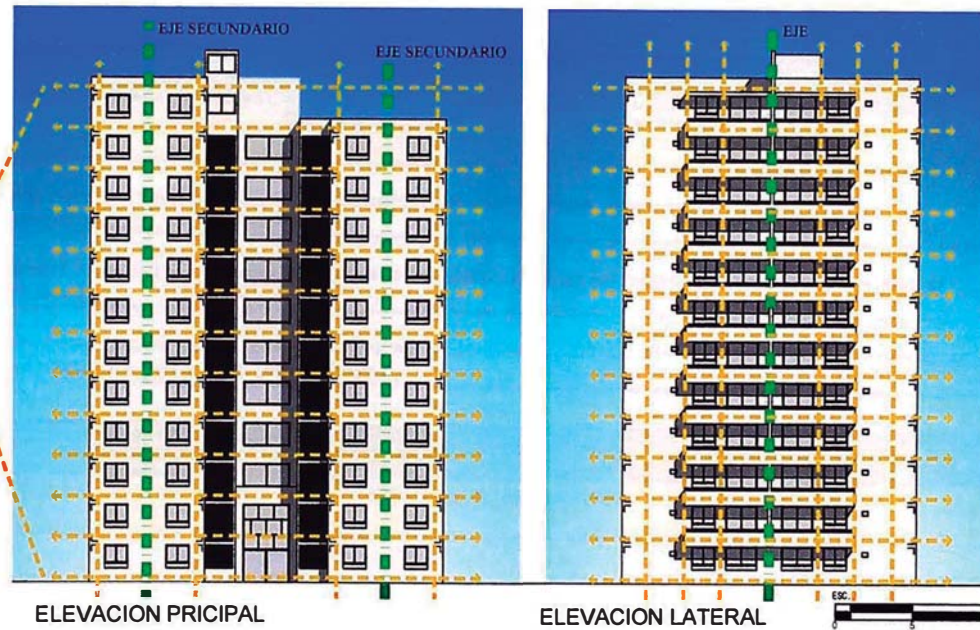 EJE SECUNDARIO
EJE SECUNDARIO
EJE
ELEVACION PRICIPAL
ELEVACION LATERAL
ESC.
0 5